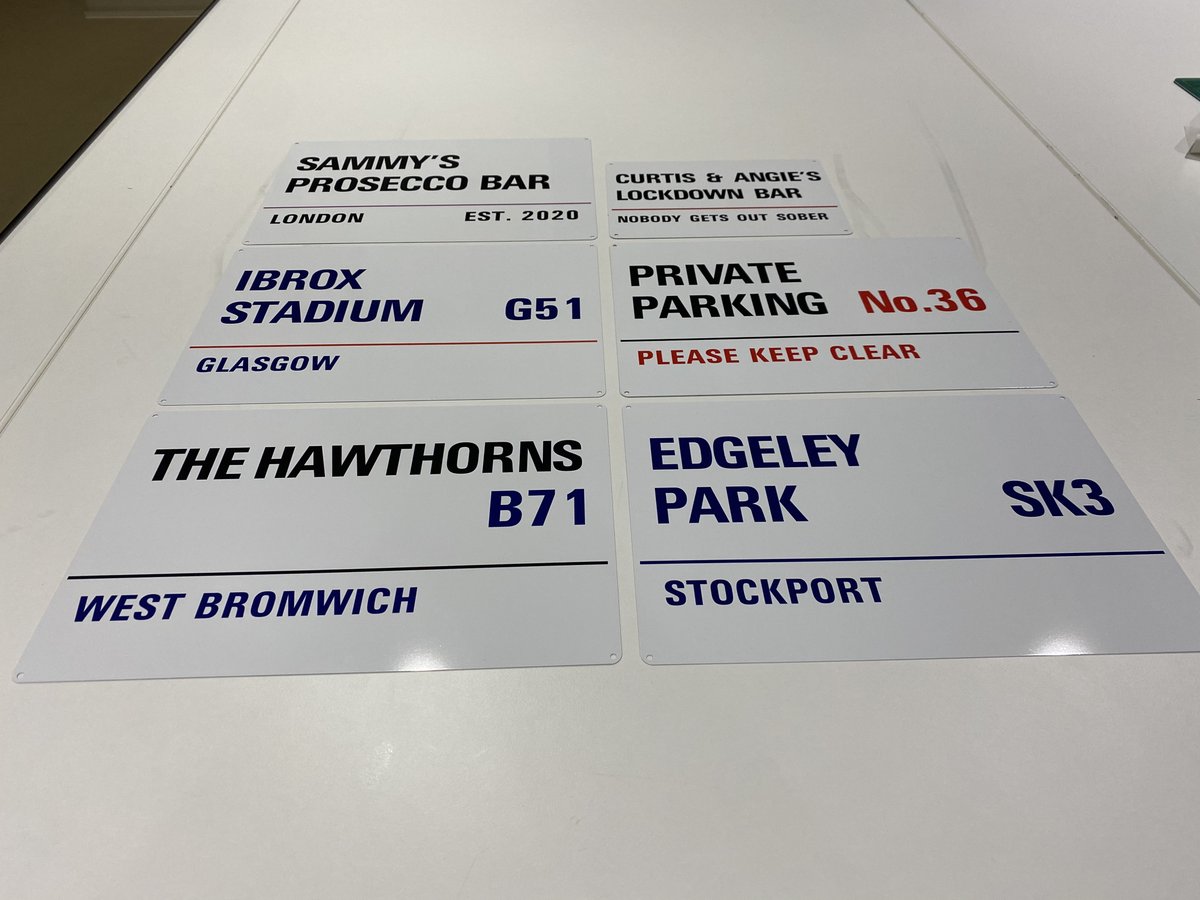 SAMMY'S
PROSECCO BAR
LONDON EST. 2020
CURTIS & ANGIE'S
LOCKDOWN BAR
NOBODY GETS OUT SOBER
IBROX
STADIUM G51
GLASGOW
PRIVATE
PARKING No.36
PLEASE KEEP CLEAR
THE HAWTHORNS
B71
WEST BROMWICH
EDGELEY
PARK SK3
STOCKPORT